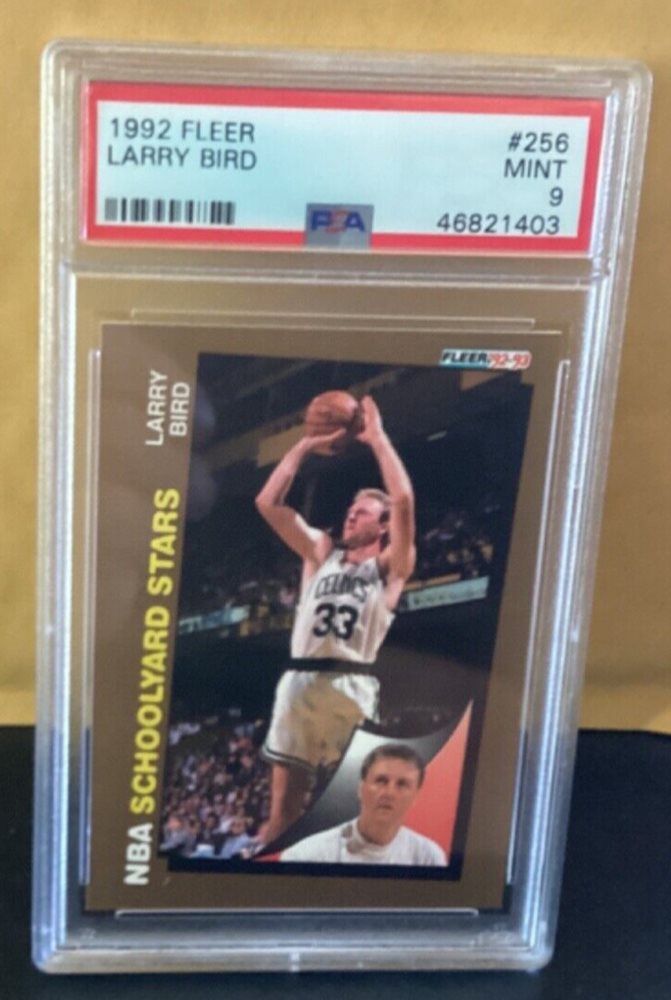 1992 FLEER
LARRY BIRD
#256
MINT
9
46821403
PSA
FLEER '92-93
LARRY
BIRD
NBA SCHOOLYARD STARS
CELTICS
33